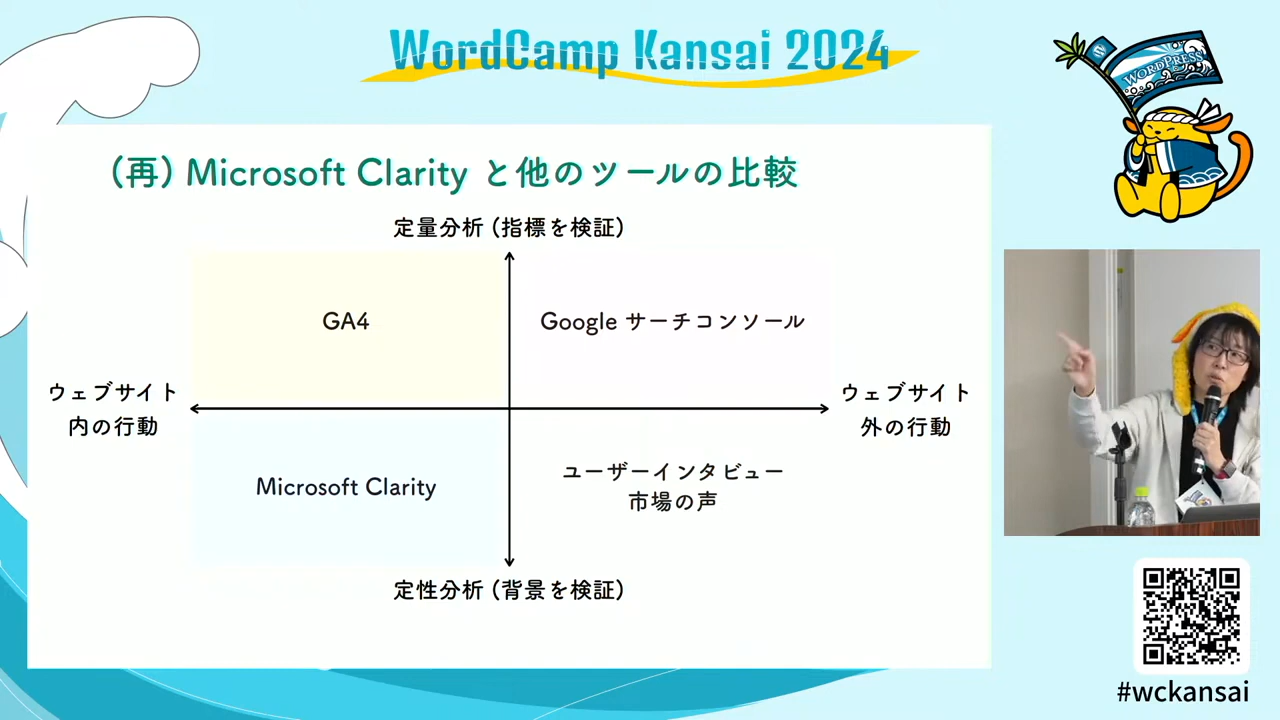 WordCamp Kansai 2024
WORDPRESS
(再) Microsoft Clarity と他のツールの比較
定量分析 (指標を検証)
GA4
Google サーチコンソール
ウェブサイト
内の行動
ウェブサイト
外の行動
Microsoft Clarity
ユーザーインタビュー
市場の声
定性分析 (背景を検証)
#wckansai